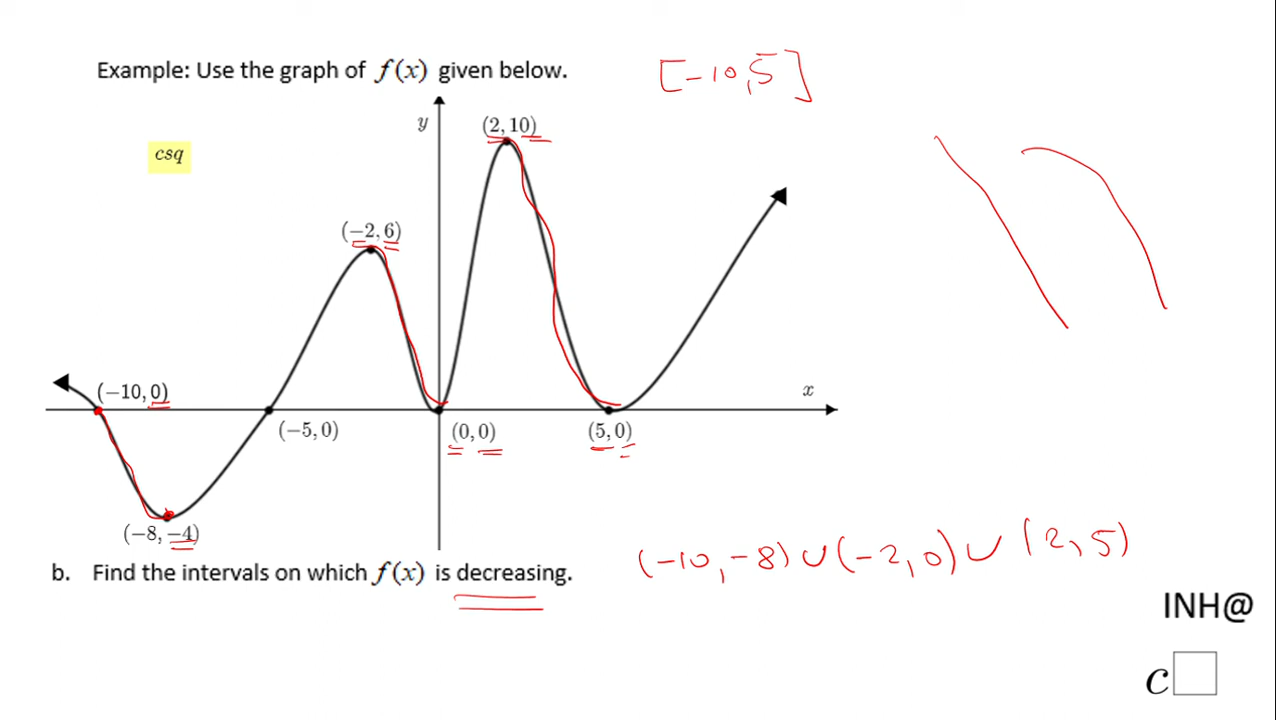 Example: Use the graph of f(x) given below.
[-10,5]
csq
y
(2,10)
(−2,6)
(−10,0)
x
(−5,0)
(0,0)
(5,0)
(−8,−4)
(-10,-8)∪(-2,0)∪(2,5)
b. Find the intervals on which f(x) is decreasing.
INH@
c□